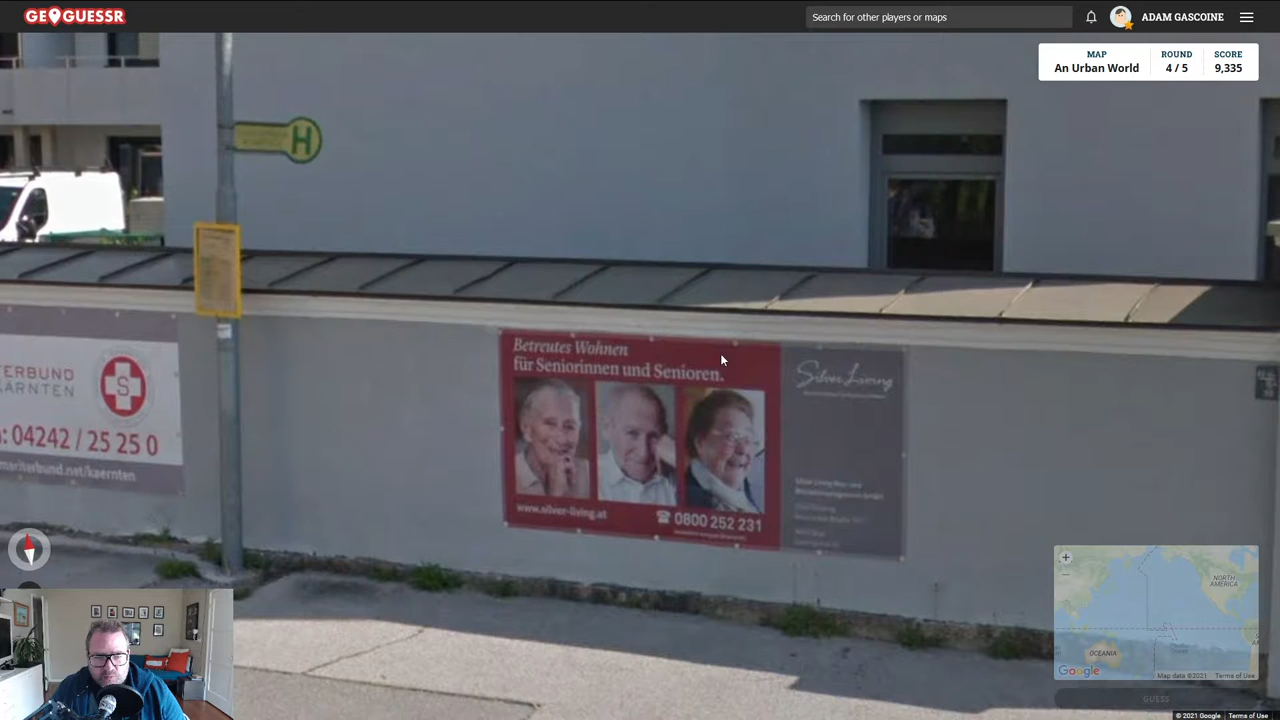 GEOGUESSR
Search for other players or maps
ADAM GASCOINE
MAP
An Urban World
ROUND
4 / 5
SCORE
9,335
H
ERBUND
ÄRNTEN
S
: 04242 / 25 25 0
mariterbund.net/kaernten
Betreutes Wohnen
für Seniorinnen und Senioren.
www.silver-living.at
0800 252 231
Silver Living
NORTH
AMERICA
OCEANIA
Google
Map data ©2021
Terms of Use
GUESS
© 2021 Google
Terms of Use